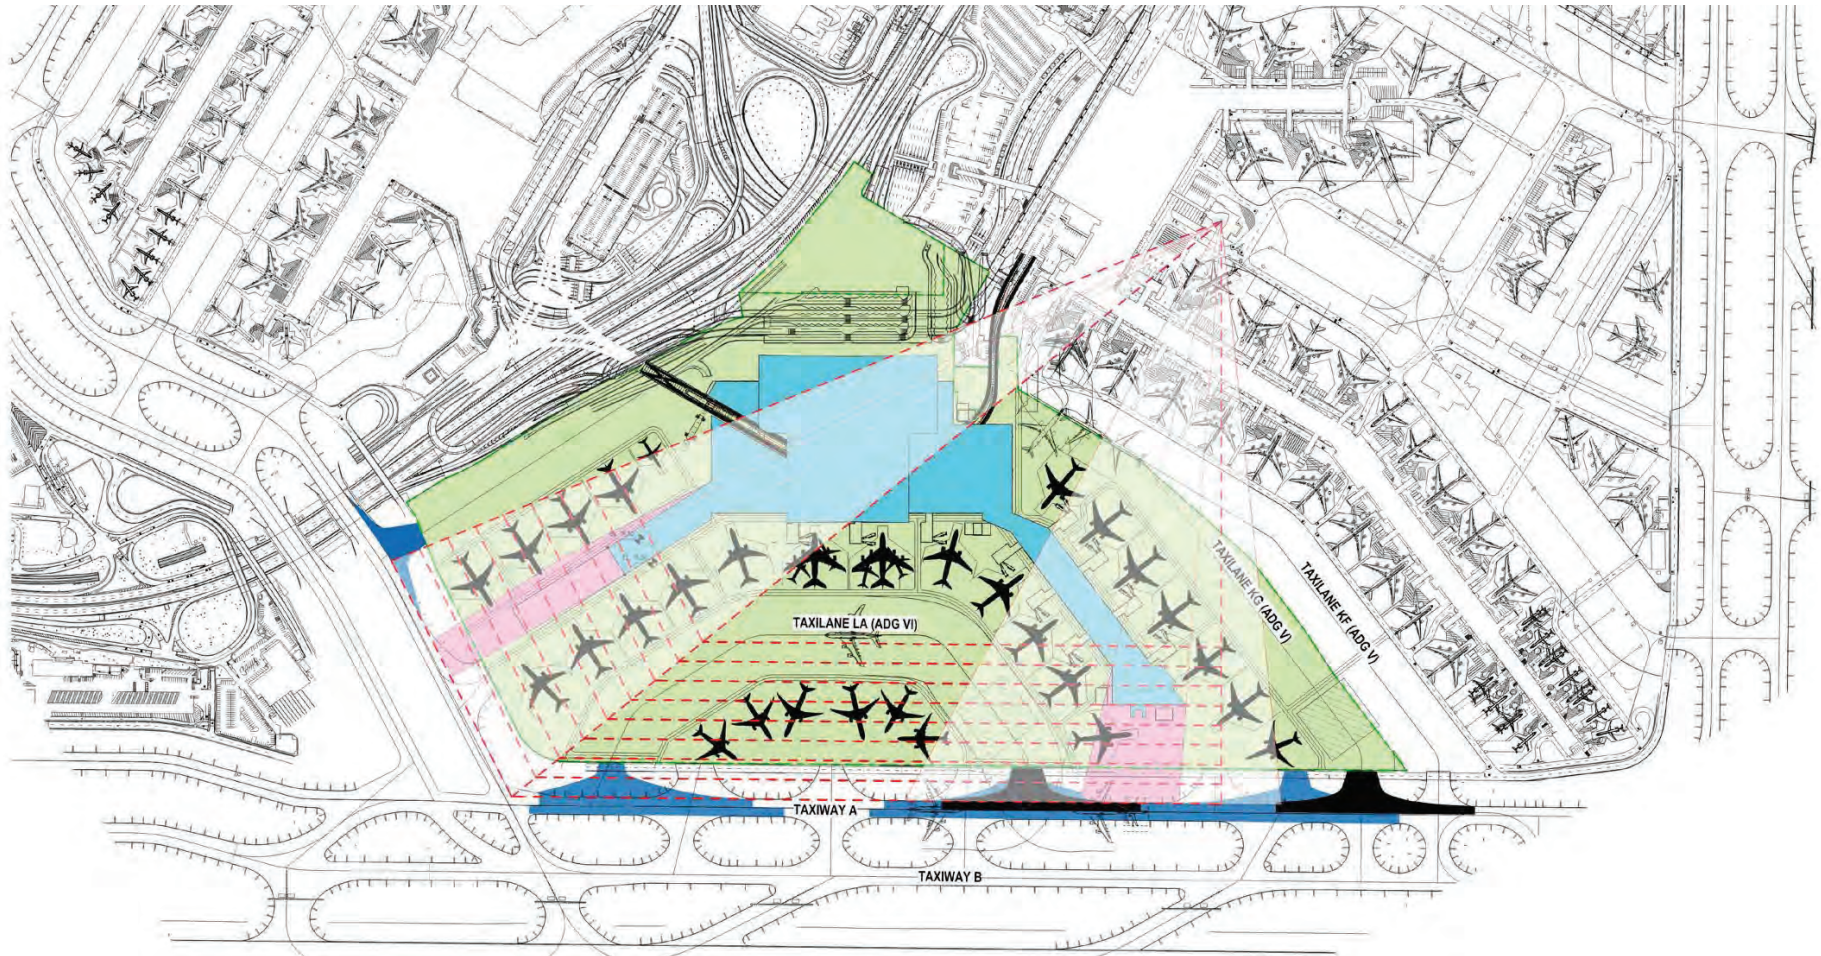 TAXILANE KG (ADG V)
TAXILANE KF (ADG V)
TAXILANE LA (ADG VI)
TAXIWAY A
TAXIWAY B